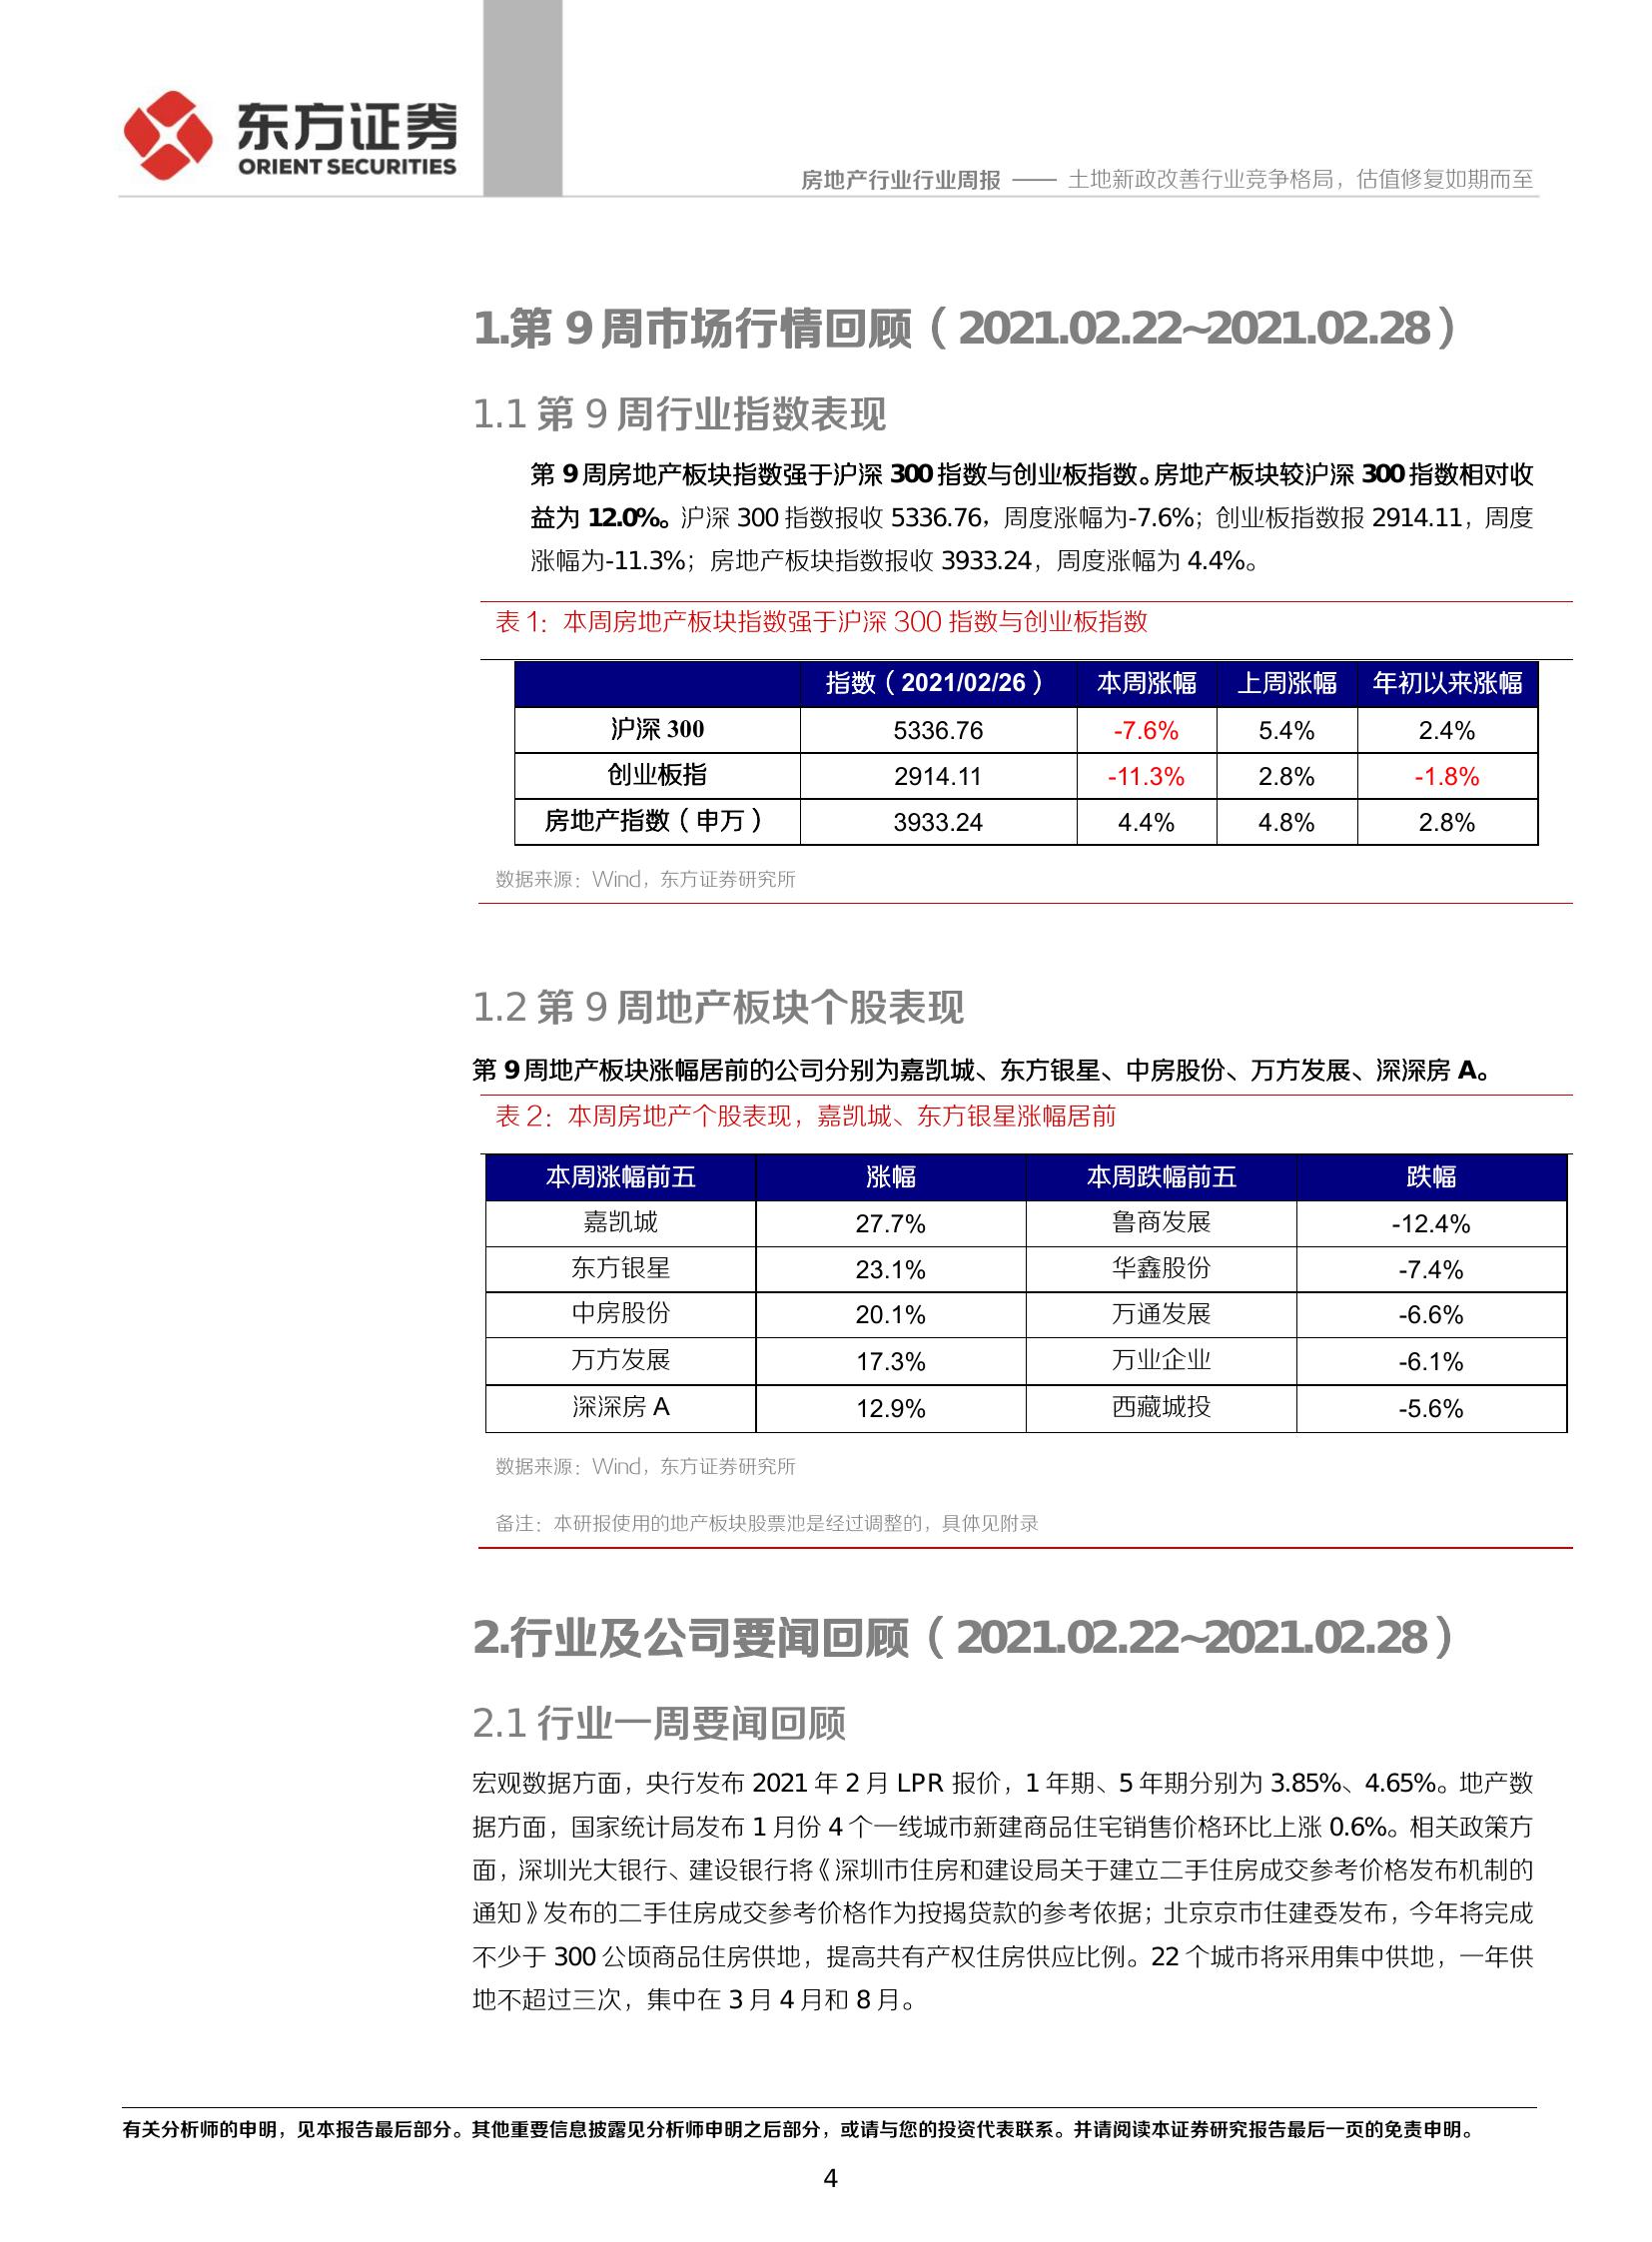 东方证券
ORIENT SECURITIES
房地产行业行业周报 —— 土地新政改善行业竞争格局，估值修复如期而至
1.第 9 周市场行情回顾（2021.02.22~2021.02.28）
1.1 第 9 周行业指数表现
第 9 周房地产板块指数强于沪深 300 指数与创业板指数。房地产板块较沪深 300 指数相对收
益为 12.0%。沪深 300 指数报收 5336.76，周度涨幅为-7.6%；创业板指数报 2914.11，周度
涨幅为-11.3%；房地产板块指数报收 3933.24，周度涨幅为 4.4%。
表 1：本周房地产板块指数强于沪深 300 指数与创业板指数
指数（2021/02/26） 本周涨幅 上周涨幅 年初以来涨幅
沪深 300 5336.76 -7.6% 5.4% 2.4%
创业板指 2914.11 -11.3% 2.8% -1.8%
房地产指数（申万） 3933.24 4.4% 4.8% 2.8%
数据来源：Wind，东方证券研究所
1.2 第 9 周地产板块个股表现
第 9 周地产板块涨幅居前的公司分别为嘉凯城、东方银星、中房股份、万方发展、深深房 A。
表 2：本周房地产个股表现，嘉凯城、东方银星涨幅居前
本周涨幅前五 涨幅 本周跌幅前五 跌幅
嘉凯城 27.7% 鲁商发展 -12.4%
东方银星 23.1% 华鑫股份 -7.4%
中房股份 20.1% 万通发展 -6.6%
万方发展 17.3% 万业企业 -6.1%
深深房 A 12.9% 西藏城投 -5.6%
数据来源：Wind，东方证券研究所
备注：本研报使用的地产板块股票池是经过调整的，具体见附录
2.行业及公司要闻回顾（2021.02.22~2021.02.28）
2.1 行业一周要闻回顾
宏观数据方面，央行发布 2021 年 2 月 LPR 报价，1 年期、5 年期分别为 3.85%、4.65%。地产数
据方面，国家统计局发布 1 月份 4 个一线城市新建商品住宅销售价格环比上涨 0.6%。相关政策方
面，深圳光大银行、建设银行将《深圳市住房和建设局关于建立二手住房成交参考价格发布机制的
通知》发布的二手住房成交参考价格作为按揭贷款的参考依据；北京京市住建委发布，今年将完成
不少于 300 公顷商品住房供地，提高共有产权住房供应比例。22 个城市将采用集中供地，一年供
地不超过三次，集中在 3 月 4 月和 8 月。
有关分析师的申明，见本报告最后部分。其他重要信息披露见分析师申明之后部分，或请与您的投资代表联系。并请阅读本证券研究报告最后一页的免责申明。
4